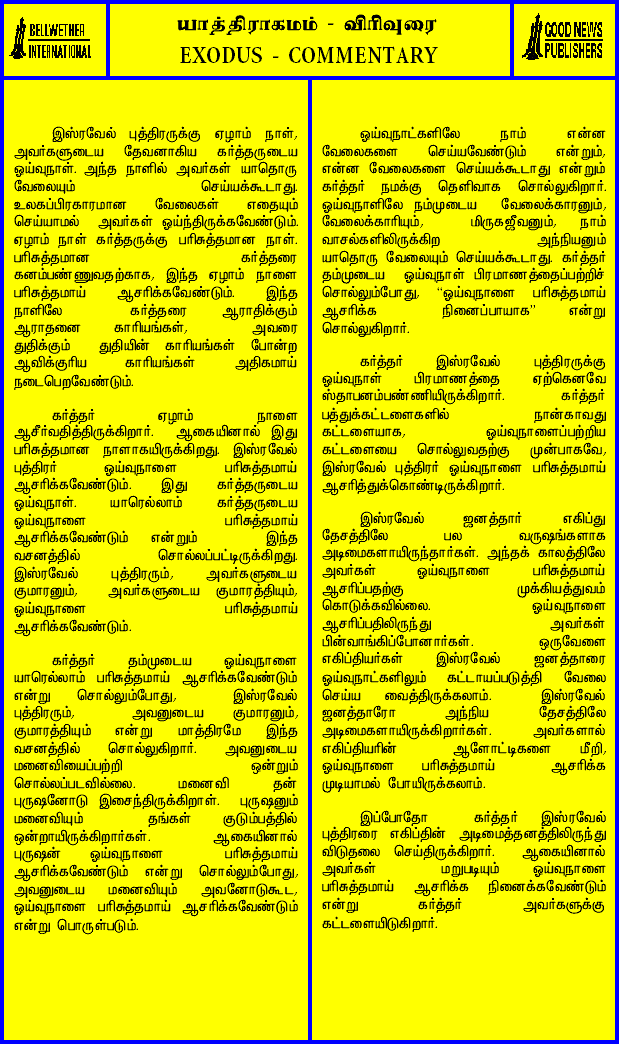 BELLWETHER
INTERNATIONAL
யாத்திராகமம் - விரிவுரை
EXODUS - COMMENTARY
GOOD NEWS
PUBLISHERS
இஸ்ரவேல் புத்திரருக்கு ஏழாம் நாள்,
அவர்களுடைய தேவனாகிய கர்த்தருடைய
ஓய்வுநாள். அந்த நாளில் அவர்கள் யாதொரு
வேலையும் செய்யக்கூடாது.
உலகப்பிரகாரமான வேலைகள் எதையும்
செய்யாமல் அவர்கள் ஓய்ந்திருக்கவேண்டும்.
ஏழாம் நாள் கர்த்தருக்கு பரிசுத்தமான நாள்.
பரிசுத்தமான கர்த்தரை
கனம்பண்ணுவதற்காக, இந்த ஏழாம் நாளை
பரிசுத்தமாய் ஆசரிக்கவேண்டும். இந்த
நாளிலே கர்த்தரை ஆராதிக்கும்
ஆராதனை காரியங்கள், அவரை
துதிக்கும் துதியின் காரியங்கள் போன்ற
ஆவிக்குரிய காரியங்கள் அதிகமாய்
நடைபெறவேண்டும்.
கர்த்தர் ஏழாம் நாளை
ஆசீர்வதித்திருக்கிறார். ஆகையினால் இது
பரிசுத்தமான நாளாகயிருக்கிறது. இஸ்ரவேல்
புத்திரர் ஓய்வுநாளை பரிசுத்தமாய்
ஆசரிக்கவேண்டும். இது கர்த்தருடைய
ஓய்வுநாள். யாரெல்லாம் கர்த்தருடைய
ஓய்வுநாளை பரிசுத்தமாய்
ஆசரிக்கவேண்டும் என்றும் இந்த
வசனத்தில் சொல்லப்பட்டிருக்கிறது.
இஸ்ரவேல் புத்திரரும், அவர்களுடைய
குமாரனும், அவர்களுடைய குமாரத்தியும்,
ஓய்வுநாளை பரிசுத்தமாய்
ஆசரிக்கவேண்டும்.
கர்த்தர் தம்முடைய ஓய்வுநாளை
யாரெல்லாம் பரிசுத்தமாய் ஆசரிக்கவேண்டும்
என்று சொல்லும்போது, இஸ்ரவேல்
புத்திரரும், அவனுடைய குமாரனும்,
குமாரத்தியும் என்று மாத்திரமே இந்த
வசனத்தில் சொல்லுகிறார். அவனுடைய
மனைவியைப்பற்றி ஒன்றும்
சொல்லப்படவில்லை. மனைவி தன்
புருஷனோடு இசைந்திருக்கிறாள். புருஷனும்
மனைவியும் தங்கள் குடும்பத்தில்
ஒன்றாயிருக்கிறார்கள். ஆகையினால்
புருஷன் ஓய்வுநாளை பரிசுத்தமாய்
ஆசரிக்கவேண்டும் என்று சொல்லும்போது,
அவனுடைய மனைவியும் அவனோடுகூட,
ஓய்வுநாளை பரிசுத்தமாய் ஆசரிக்கவேண்டும்
என்று பொருள்படும்.
ஓய்வுநாட்களிலே நாம் என்ன
வேலைகளை செய்யவேண்டும் என்றும்,
என்ன வேலைகளை செய்யக்கூடாது என்றும்
கர்த்தர் நமக்கு தெளிவாக சொல்லுகிறார்.
ஓய்வுநாளிலே நம்முடைய வேலைக்காரனும்,
வேலைக்காரியும், மிருகஜீவனும், நாம்
வாசல்களிலிருக்கிற அந்நியனும்
யாதொரு வேலையும் செய்யக்கூடாது. கர்த்தர்
தம்முடைய ஓய்வுநாள் பிரமாணத்தைப்பற்றிச்
சொல்லும்போது, “ஓய்வுநாளை பரிசுத்தமாய்
ஆசரிக்க நினைப்பாயாக” என்று
சொல்லுகிறார்.
கர்த்தர் இஸ்ரவேல் புத்திரருக்கு
ஓய்வுநாள் பிரமாணத்தை ஏற்கெனவே
ஸ்தாபனம்பண்ணியிருக்கிறார். கர்த்தர்
பத்துக்கட்டளைகளில் நான்காவது
கட்டளையாக, ஓய்வுநாளைப்பற்றிய
கட்டளையை சொல்லுவதற்கு முன்பாகவே,
இஸ்ரவேல் புத்திரர் ஓய்வுநாளை பரிசுத்தமாய்
ஆசரித்துக்கொண்டிருக்கிறார்.
இஸ்ரவேல் ஜனத்தார் எகிப்து
தேசத்திலே பல வருஷங்களாக
அடிமைகளாயிருந்தார்கள். அந்தக் காலத்திலே
அவர்கள் ஓய்வுநாளை பரிசுத்தமாய்
ஆசரிப்பதற்கு முக்கியத்துவம்
கொடுக்கவில்லை. ஓய்வுநாளை
ஆசரிப்பதிலிருந்து அவர்கள்
பின்வாங்கிப்போனார்கள். ஒருவேளை
எகிப்தியர்கள் இஸ்ரவேல் ஜனத்தாரை
ஓய்வுநாட்களிலும் கட்டாயப்படுத்தி வேலை
செய்ய வைத்திருக்கலாம். இஸ்ரவேல்
ஜனத்தாரோ அந்நிய தேசத்திலே
அடிமைகளாயிருக்கிறார்கள். அவர்களால்
எகிப்தியரின் ஆளோட்டிகளை மீறி,
ஓய்வுநாளை பரிசுத்தமாய் ஆசரிக்க
முடியாமல் போயிருக்கலாம்.
இப்போதோ கர்த்தர் இஸ்ரவேல்
புத்திரரை எகிப்தின் அடிமைத்தனத்திலிருந்து
விடுதலை செய்திருக்கிறார். ஆகையினால்
அவர்கள் மறுபடியும் ஓய்வுநாளை
பரிசுத்தமாய் ஆசரிக்க நினைக்கவேண்டும்
என்று கர்த்தர் அவர்களுக்கு
கட்டளையிடுகிறார்.